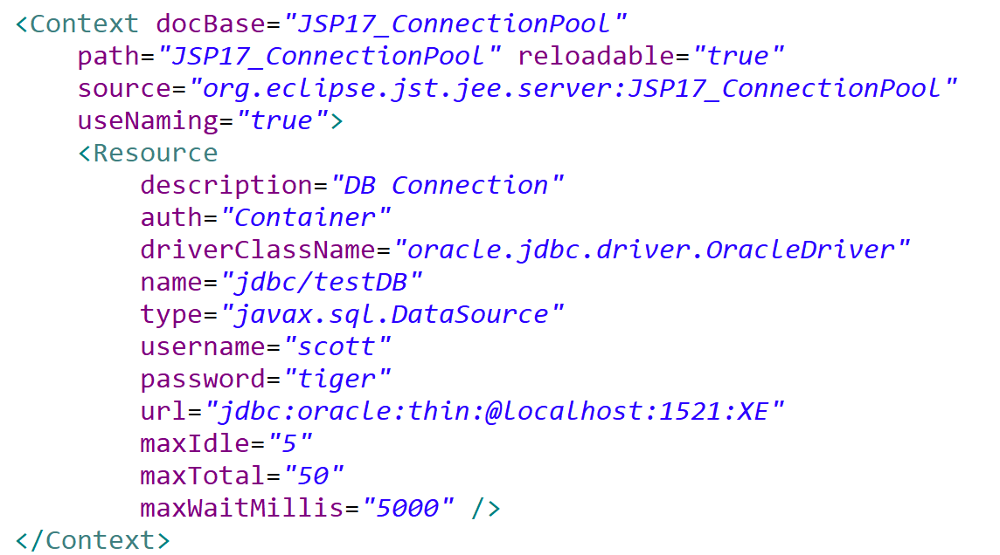 <Context docBase="JSP17_ConnectionPool"
    path="JSP17_ConnectionPool" reloadable="true"
    source="org.eclipse.jst.jee.server:JSP17_ConnectionPool"
    useNaming="true">
    <Resource
        description="DB Connection"
        auth="Container"
        driverClassName="oracle.jdbc.driver.OracleDriver"
        name="jdbc/testDB"
        type="javax.sql.DataSource"
        username="scott"
        password="tiger"
        url="jdbc:oracle:thin:@localhost:1521:XE"
        maxIdle="5"
        maxTotal="50"
        maxWaitMillis="5000" />
</Context>